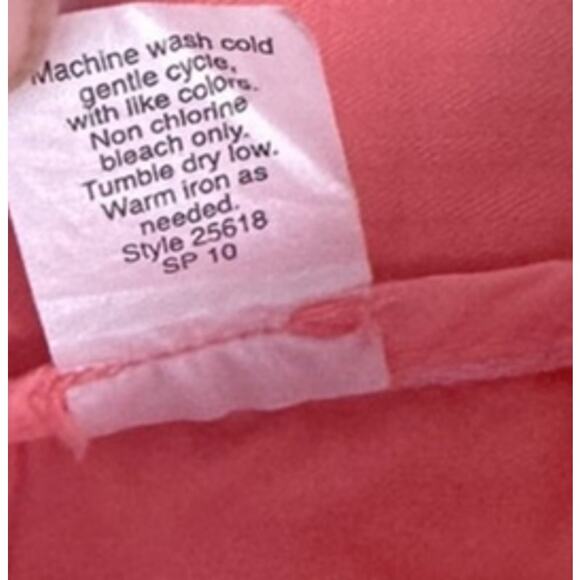 Machine wash cold
gentle cycle,
with like colors.
Non chlorine
bleach only.
Tumble dry low.
Warm iron as
needed.
Style 25618
SP 10